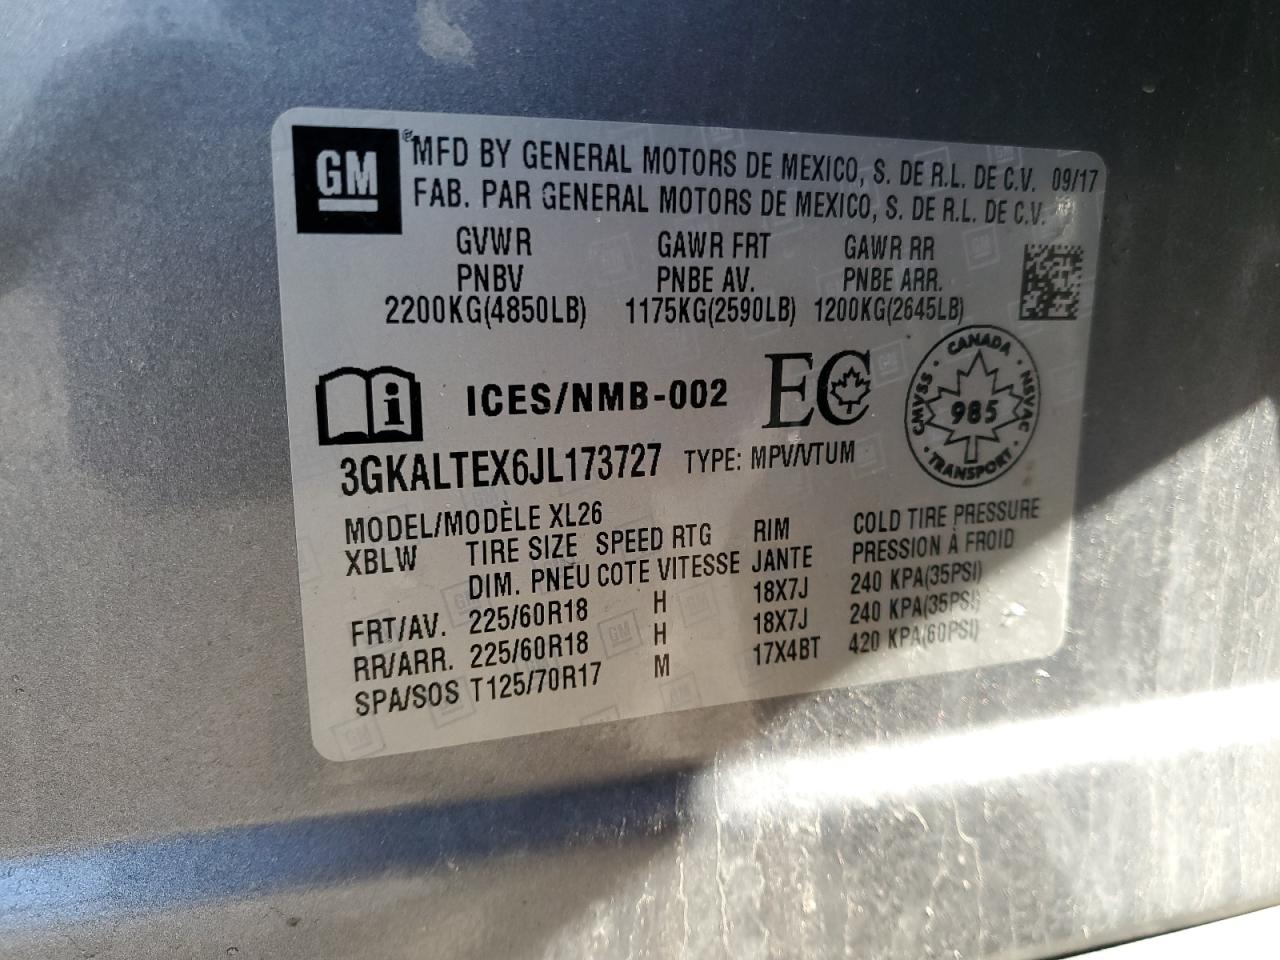 GM
® MFD BY GENERAL MOTORS DE MEXICO, S. DE R.L. DE C.V. 09/17
FAB. PAR GENERAL MOTORS DE MEXICO, S. DE R.L. DE C.V.
GVWR GAWR FRT GAWR RR
PNBV PNBE AV. PNBE ARR.
2200KG(4850LB) 1175KG(2590LB) 1200KG(2645LB)
i ICES/NMB-002 EC
CANADA
CMVSS 985 NSVAC
TRANSPORT
3GKALTEX6JL173727 TYPE: MPV/VTUM
MODEL/MODÈLE XL26
XBLW TIRE SIZE SPEED RTG RIM COLD TIRE PRESSURE
DIM. PNEU COTE VITESSE JANTE PRESSION À FROID
FRT/AV. 225/60R18 H 18X7J 240 KPA(35PSI)
RR/ARR. 225/60R18 H 18X7J 240 KPA(35PSI)
SPA/SOS T125/70R17 M 17X4BT 420 KPA(60PSI)